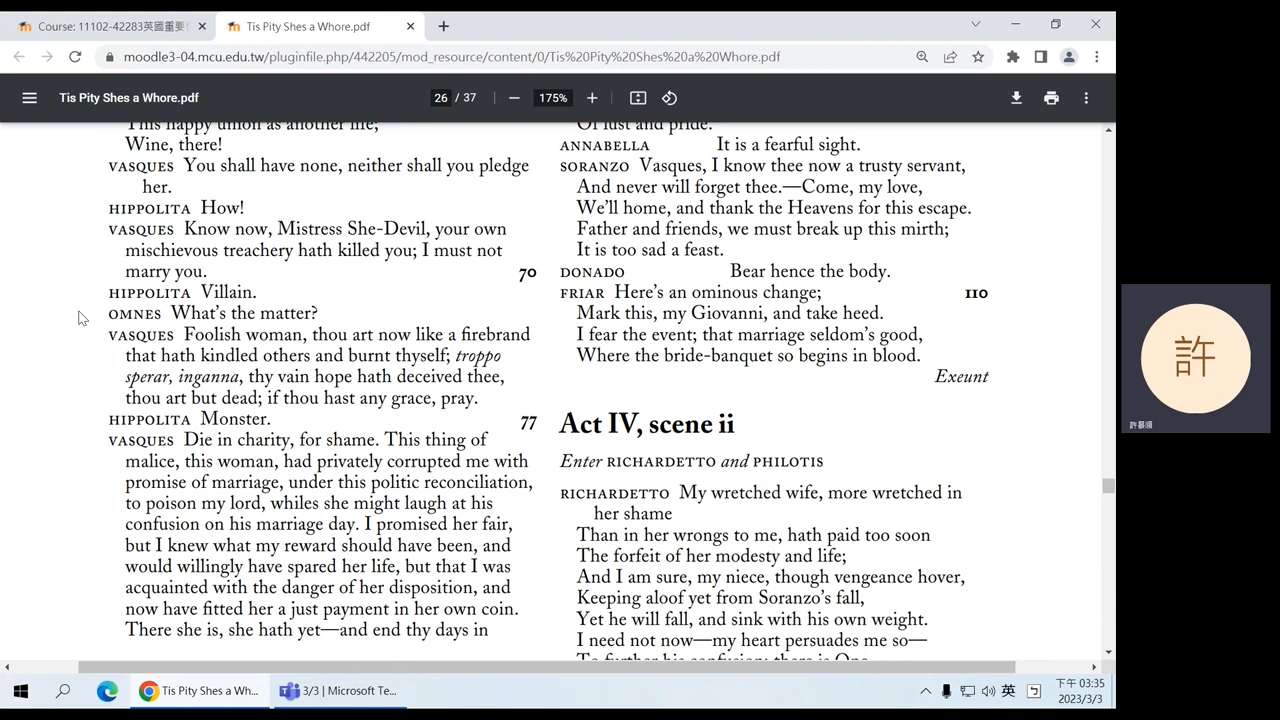 Course: 11102-42283英國重要
Tis Pity Shes a Whore.pdf
moodle3-04.mcu.edu.tw/pluginfile.php/442205/mod_resource/content/0/Tis%20Pity%20Shes%20a%20Whore.pdf
Tis Pity Shes a Whore.pdf
26 / 37
175%
This happy union as another life;
Wine, there!
VASQUES You shall have none, neither shall you pledge
her.
HIPPOLITA How!
VASQUES Know now, Mistress She-Devil, your own
mischievous treachery hath killed you; I must not
marry you. 70
HIPPOLITA Villain.
OMNES What's the matter?
VASQUES Foolish woman, thou art now like a firebrand
that hath kindled others and burnt thyself; troppo
sperar, inganna, thy vain hope hath deceived thee,
thou art but dead; if thou hast any grace, pray.
HIPPOLITA Monster. 77
VASQUES Die in charity, for shame. This thing of
malice, this woman, had privately corrupted me with
promise of marriage, under this politic reconciliation,
to poison my lord, whiles she might laugh at his
confusion on his marriage day. I promised her fair,
but I knew what my reward should have been, and
would willingly have spared her life, but that I was
acquainted with the danger of her disposition, and
now have fitted her a just payment in her own coin.
There she is, she hath yet—and end thy days in
Of lust and pride.
ANNABELLA It is a fearful sight.
SORANZO Vasques, I know thee now a trusty servant,
And never will forget thee.—Come, my love,
We'll home, and thank the Heavens for this escape.
Father and friends, we must break up this mirth;
It is too sad a feast.
DONADO Bear hence the body.
FRIAR Here's an ominous change; 110
Mark this, my Giovanni, and take heed.
I fear the event; that marriage seldom's good,
Where the bride-banquet so begins in blood.
Exeunt
Act IV, scene ii
Enter RICHARDETTO and PHILOTIS
RICHARDETTO My wretched wife, more wretched in
her shame
Than in her wrongs to me, hath paid too soon
The forfeit of her modesty and life;
And I am sure, my niece, though vengeance hover,
Keeping aloof yet from Soranzo's fall,
Yet he will fall, and sink with his own weight.
I need not now—my heart persuades me so—
To further his confusion; there is One
許
許景順
Tis Pity Shes a Wh...
3/3 | Microsoft Te...
英
下午 03:35
2023/3/3